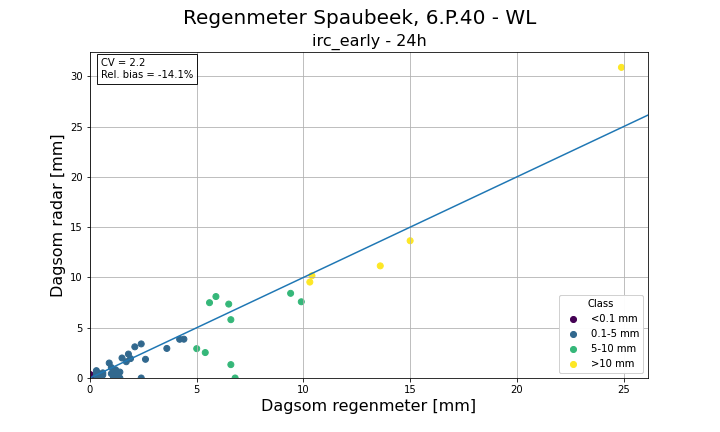 Regenmeter Spaubeek, 6.P.40 - WL
irc_early - 24h
CV = 2.2
Rel. bias = -14.1%
Dagsom radar [mm]
30
25
20
15
10
5
0
0 5 10 15 20 25
Dagsom regenmeter [mm]
Class
<0.1 mm
0.1-5 mm
5-10 mm
>10 mm